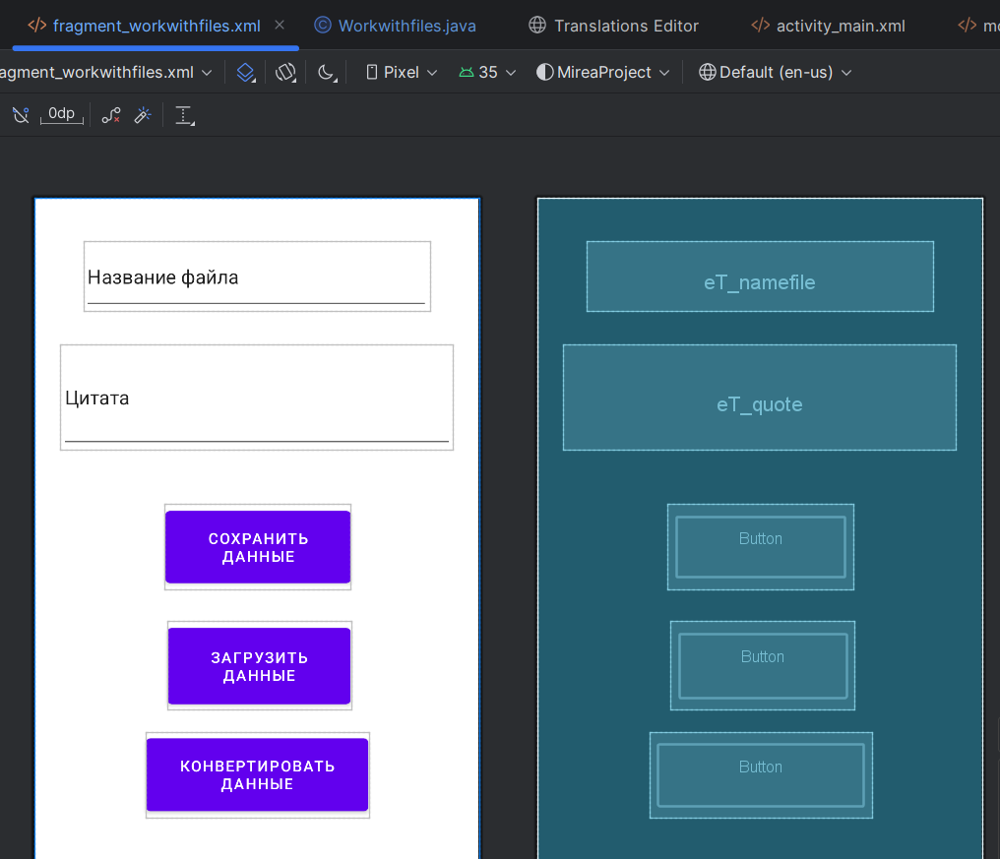 fragment_workwithfiles.xml
Workwithfiles.java
Translations Editor
activity_main.xml
agment_workwithfiles.xml
Pixel
35
MireaProject
Default (en-us)
0dp
Название файла
Цитата
СОХРАНИТЬ
ДАННЫЕ
ЗАГРУЗИТЬ
ДАННЫЕ
КОНВЕРТИРОВАТЬ
ДАННЫЕ
eT_namefile
eT_quote
Button
Button
Button